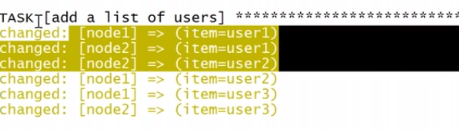 TASK [add a list of users] ******************************
changed: [node1] => (item=user1)
changed: [node2] => (item=user1)
changed: [node1] => (item=user2)
changed: [node2] => (item=user2)
changed: [node1] => (item=user3)
changed: [node2] => (item=user3)